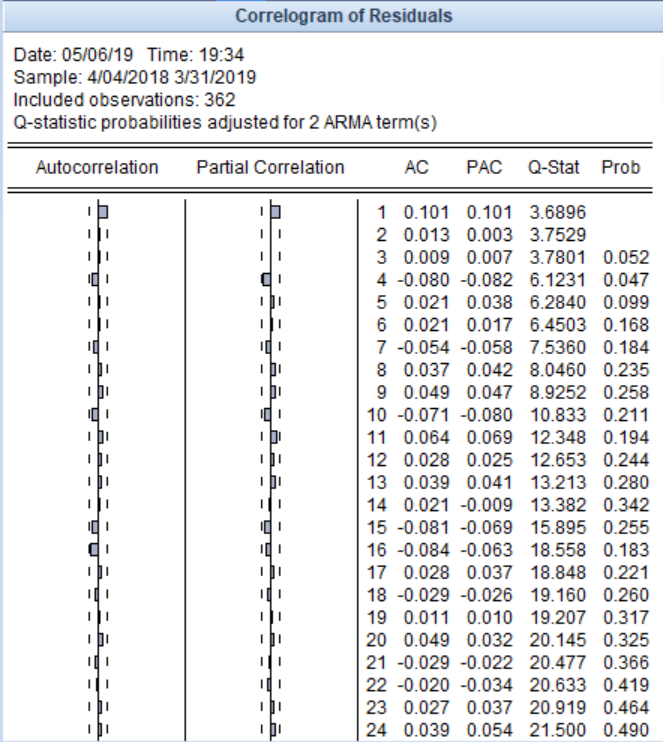 Correlogram of Residuals
Date: 05/06/19 Time: 19:34
Sample: 4/04/2018 3/31/2019
Included observations: 362
Q-statistic probabilities adjusted for 2 ARMA term(s)
Autocorrelation Partial Correlation AC PAC Q-Stat Prob
1 0.101 0.101 3.6896
2 0.013 0.003 3.7529
3 0.009 0.007 3.7801 0.052
4 -0.080 -0.082 6.1231 0.047
5 0.021 0.038 6.2840 0.099
6 0.021 0.017 6.4503 0.168
7 -0.054 -0.058 7.5360 0.184
8 0.037 0.042 8.0460 0.235
9 0.049 0.047 8.9252 0.258
10 -0.071 -0.080 10.833 0.211
11 0.064 0.069 12.348 0.194
12 0.028 0.025 12.653 0.244
13 0.039 0.041 13.213 0.280
14 0.021 -0.009 13.382 0.342
15 -0.081 -0.069 15.895 0.255
16 -0.084 -0.063 18.558 0.183
17 0.028 0.037 18.848 0.221
18 -0.029 -0.026 19.160 0.260
19 0.011 0.010 19.207 0.317
20 0.049 0.032 20.145 0.325
21 -0.029 -0.022 20.477 0.366
22 -0.020 -0.034 20.633 0.419
23 0.027 0.037 20.919 0.464
24 0.039 0.054 21.500 0.490